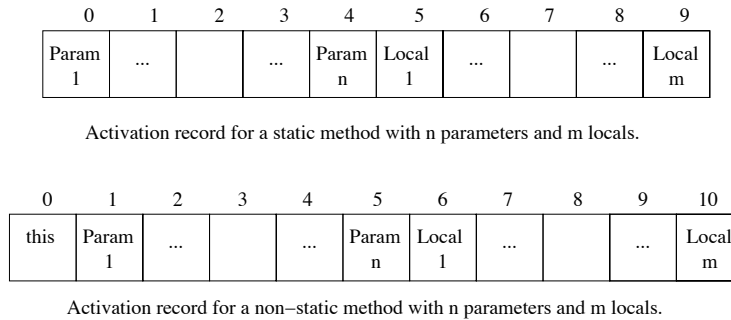 0 1 2 3 4 5 6 7 8 9
Param ... ... Param Local ... ... Local
1 n 1 m
Activation record for a static method with n parameters and m locals.
0 1 2 3 4 5 6 7 8 9 10
this Param ... ... Param Local ... ... Local
1 n 1 m
Activation record for a non−static method with n parameters and m locals.